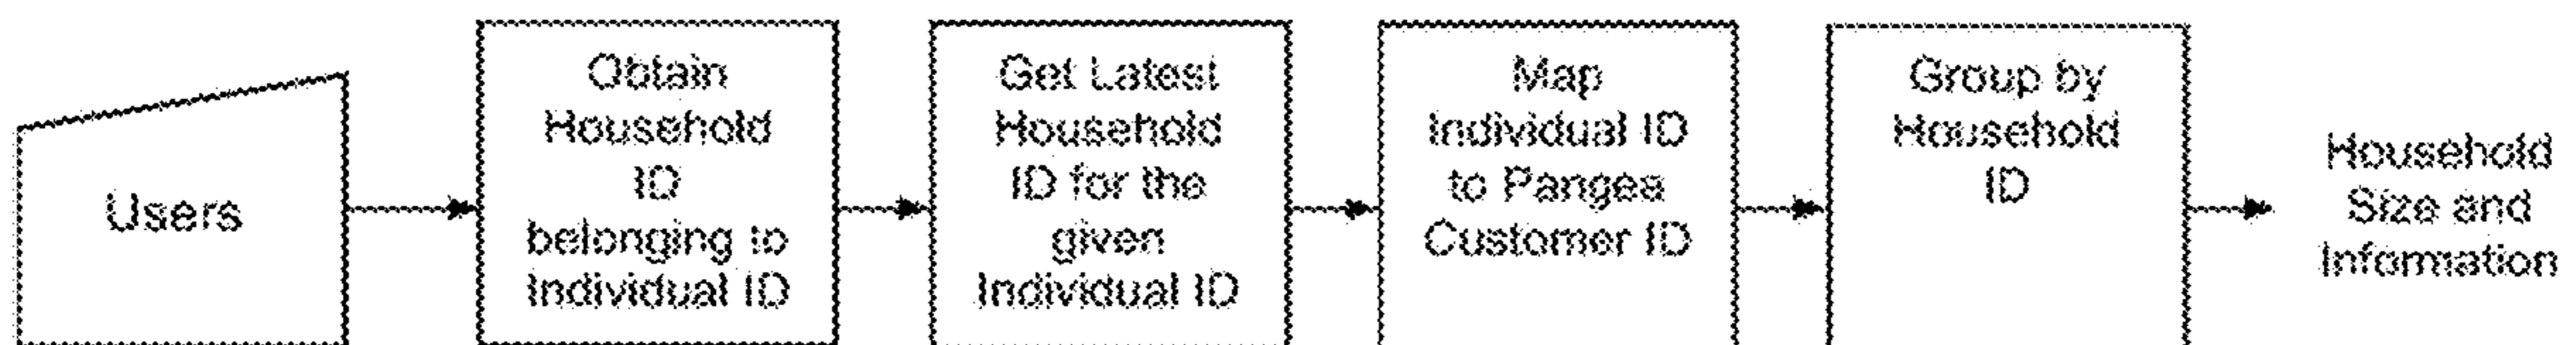 Users
Obtain
Household
ID
belonging to
Individual ID
Get Latest
Household
ID for the
given
Individual ID
Map
Individual ID
to Pangea
Customer ID
Group by
Household
ID
Household
Size and
Information